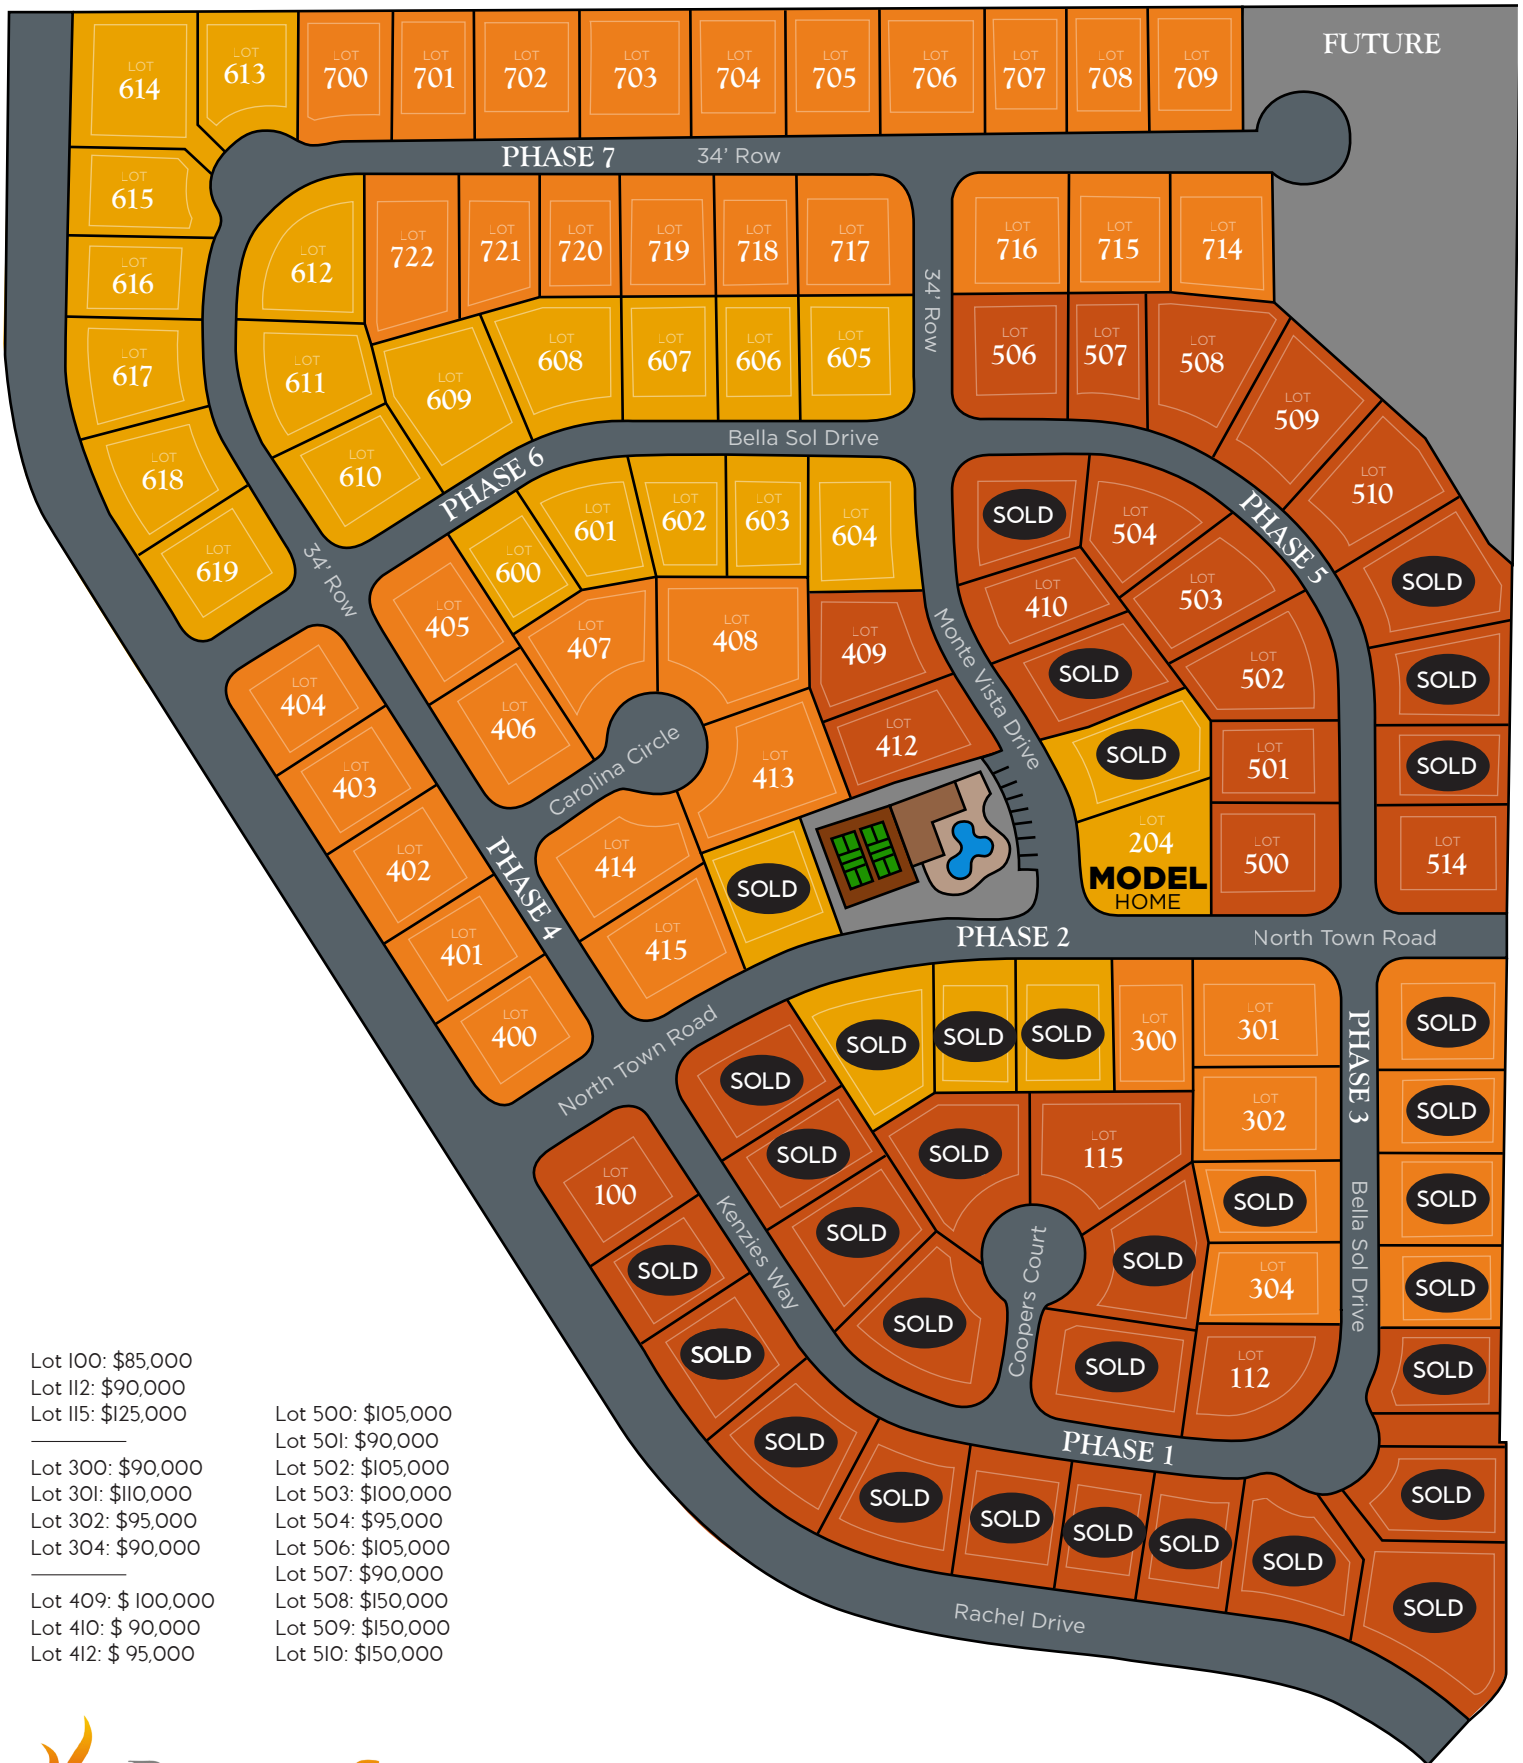 FUTURE
LOT 614
LOT 613
LOT 700
LOT 701
LOT 702
LOT 703
LOT 704
LOT 705
LOT 706
LOT 707
LOT 708
LOT 709
PHASE 7
34' Row
LOT 615
LOT 616
LOT 617
LOT 618
LOT 619
LOT 612
LOT 722
LOT 721
LOT 720
LOT 719
LOT 718
LOT 717
34' Row
LOT 716
LOT 715
LOT 714
LOT 611
LOT 610
LOT 609
LOT 608
LOT 607
LOT 606
LOT 605
LOT 506
LOT 507
LOT 508
LOT 509
LOT 510
Bella Sol Drive
PHASE 6
PHASE 5
34' Row
LOT 600
LOT 601
LOT 602
LOT 603
LOT 604
SOLD
LOT 504
LOT 503
LOT 502
LOT 410
SOLD
SOLD
SOLD
SOLD
SOLD
LOT 501
LOT 204
MODEL
HOME
LOT 500
LOT 514
Monte Vista Drive
LOT 405
LOT 406
LOT 407
LOT 408
LOT 409
LOT 412
LOT 413
Carolina Circle
LOT 404
LOT 403
LOT 402
LOT 401
LOT 400
PHASE 4
LOT 414
LOT 415
SOLD
PHASE 2
North Town Road
North Town Road
SOLD
SOLD
SOLD
LOT 300
LOT 301
LOT 302
SOLD
LOT 304
LOT 112
PHASE 3
Bella Sol Drive
SOLD
SOLD
SOLD
SOLD
SOLD
SOLD
SOLD
SOLD
SOLD
SOLD
SOLD
SOLD
LOT 115
SOLD
SOLD
Coopers Court
Kenzies Way
LOT 100
SOLD
SOLD
SOLD
SOLD
SOLD
SOLD
SOLD
SOLD
PHASE 1
Rachel Drive
Lot 100: $85,000
Lot 112: $90,000
Lot 115: $125,000
Lot 300: $90,000
Lot 301: $110,000
Lot 302: $95,000
Lot 304: $90,000
Lot 409: $ 100,000
Lot 410: $ 90,000
Lot 412: $ 95,000
Lot 500: $105,000
Lot 501: $90,000
Lot 502: $105,000
Lot 503: $100,000
Lot 504: $95,000
Lot 506: $105,000
Lot 507: $90,000
Lot 508: $150,000
Lot 509: $150,000
Lot 510: $150,000